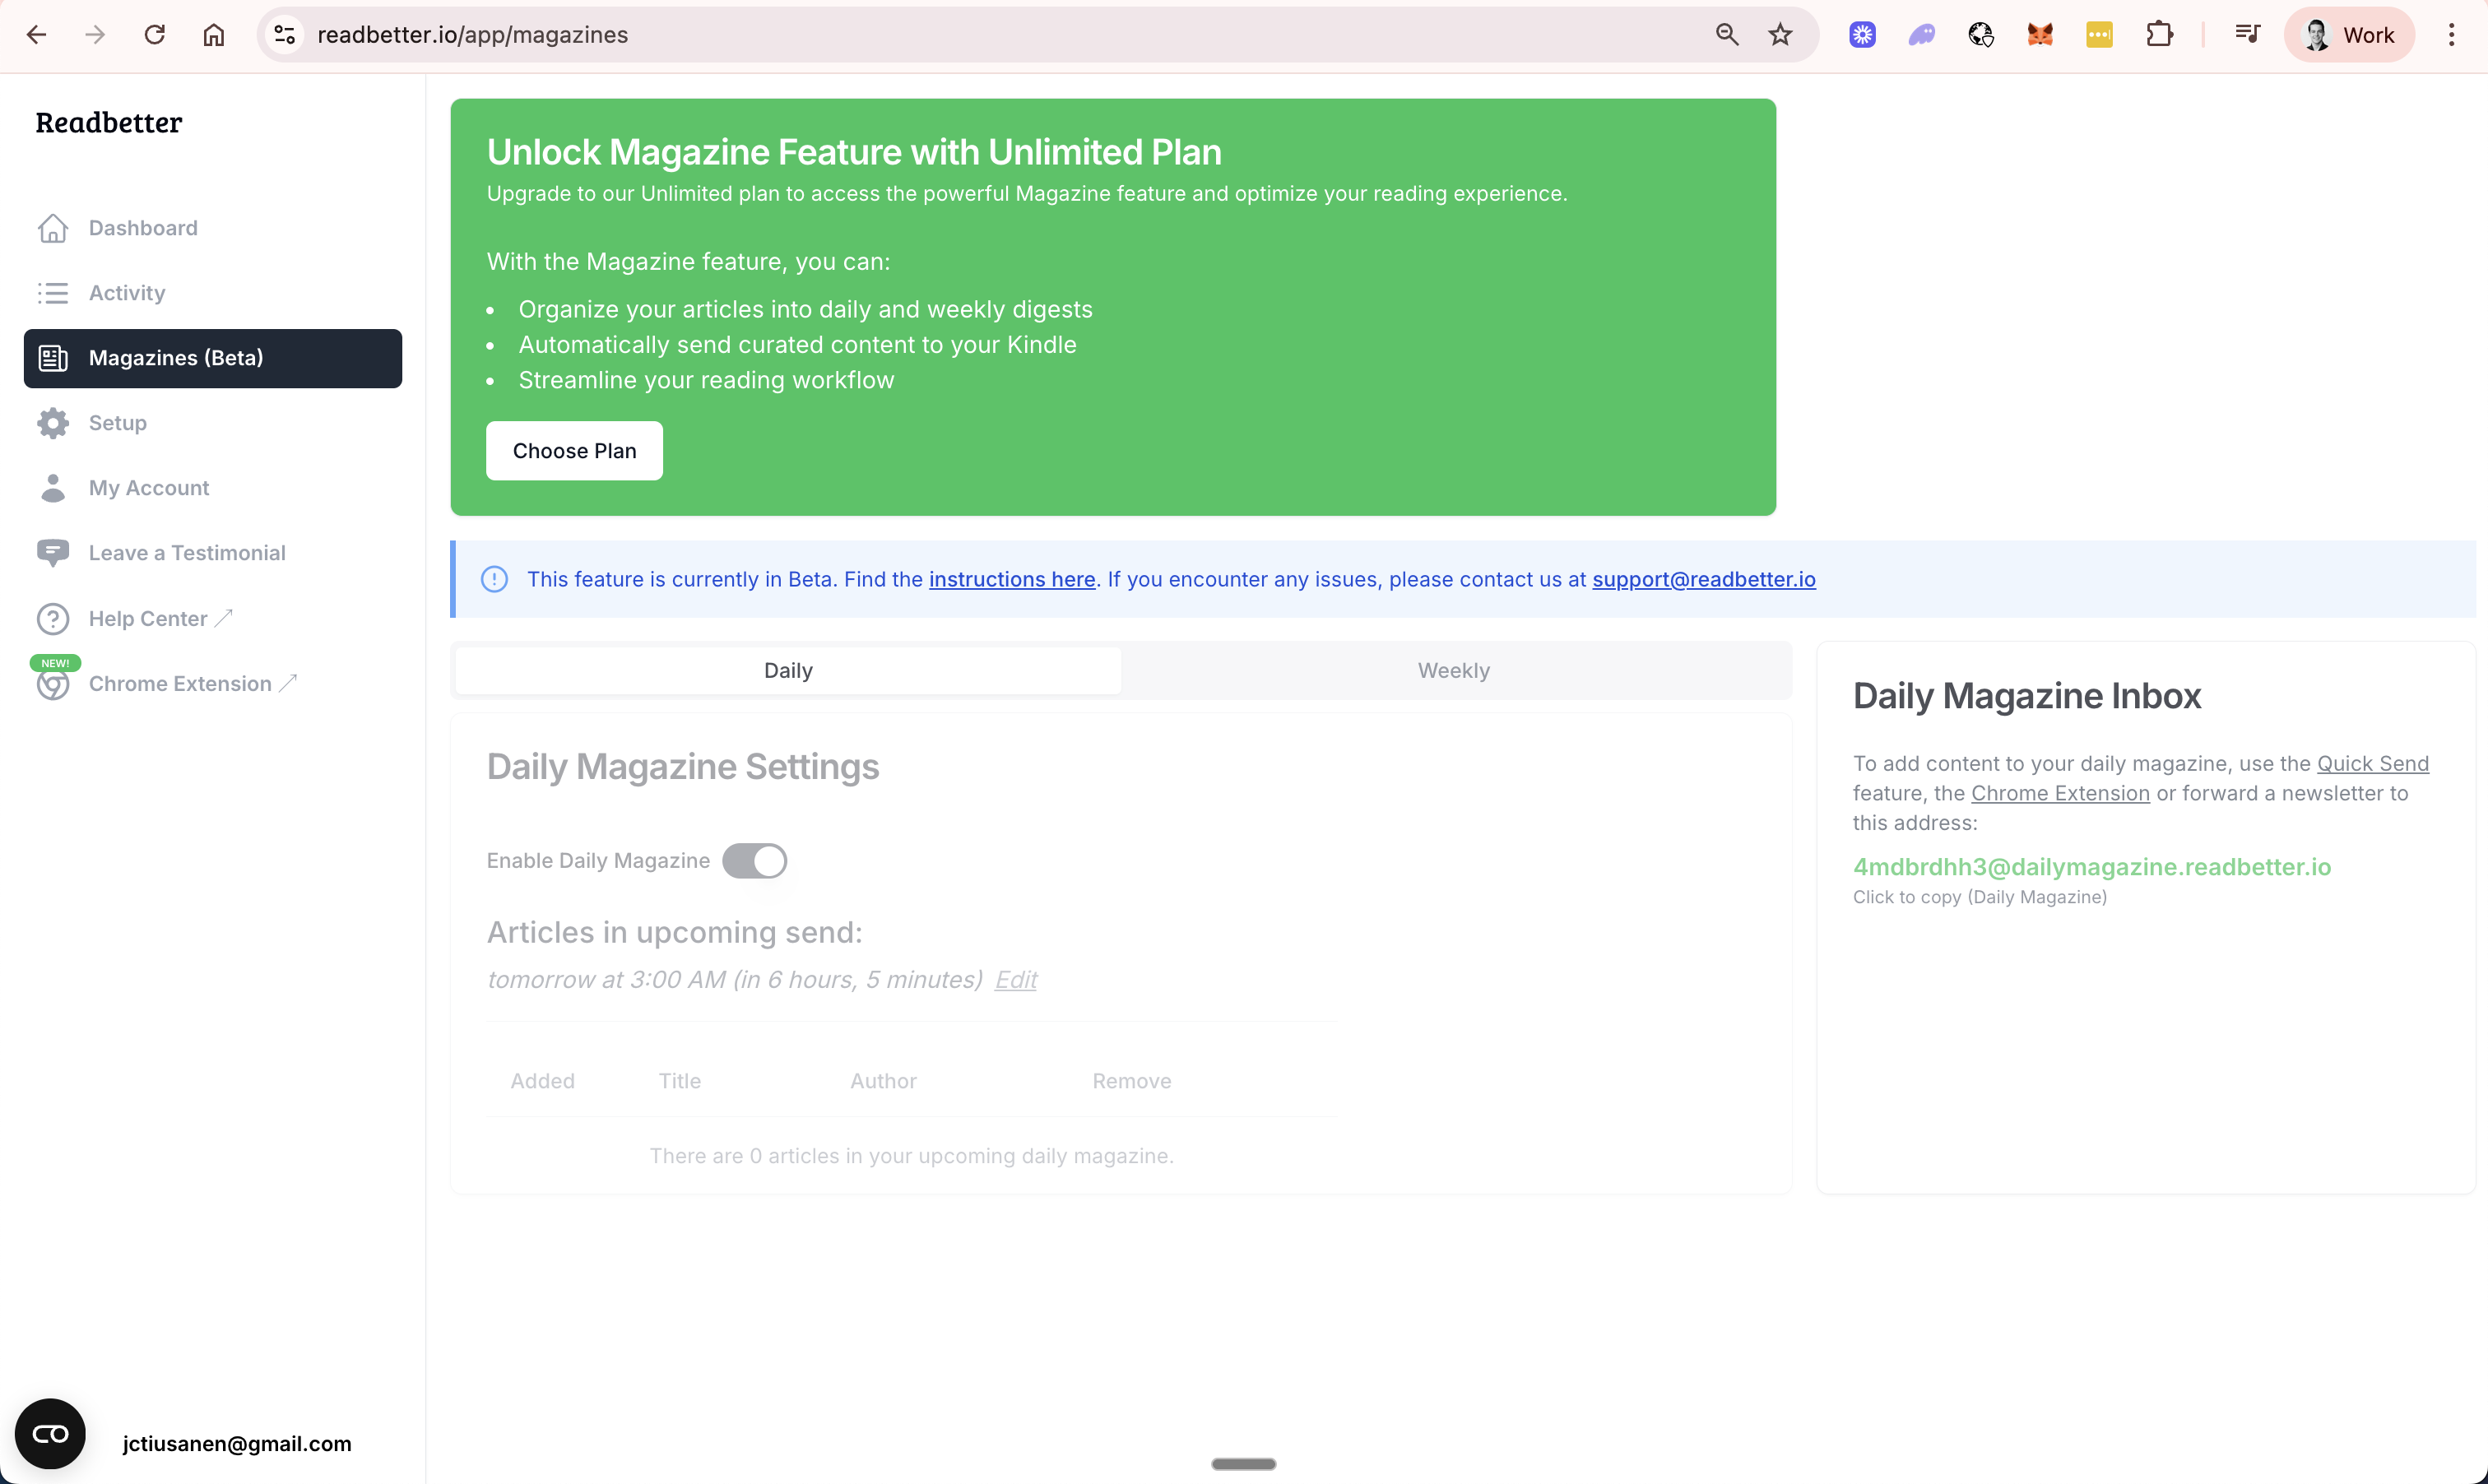 readbetter.io/app/magazines
Work
Readbetter
Dashboard
Activity
Magazines (Beta)
Setup
My Account
Leave a Testimonial
Help Center
NEW!
Chrome Extension
jctiusanen@gmail.com
Unlock Magazine Feature with Unlimited Plan
Upgrade to our Unlimited plan to access the powerful Magazine feature and optimize your reading experience.
With the Magazine feature, you can:
• Organize your articles into daily and weekly digests
• Automatically send curated content to your Kindle
• Streamline your reading workflow
Choose Plan
This feature is currently in Beta. Find the instructions here. If you encounter any issues, please contact us at support@readbetter.io
Daily
Weekly
Daily Magazine Settings
Enable Daily Magazine
Articles in upcoming send:
tomorrow at 3:00 AM (in 6 hours, 5 minutes) Edit
Added Title Author Remove
There are 0 articles in your upcoming daily magazine.
Daily Magazine Inbox
To add content to your daily magazine, use the Quick Send
feature, the Chrome Extension or forward a newsletter to
this address:
4mdbrdhh3@dailymagazine.readbetter.io
Click to copy (Daily Magazine)